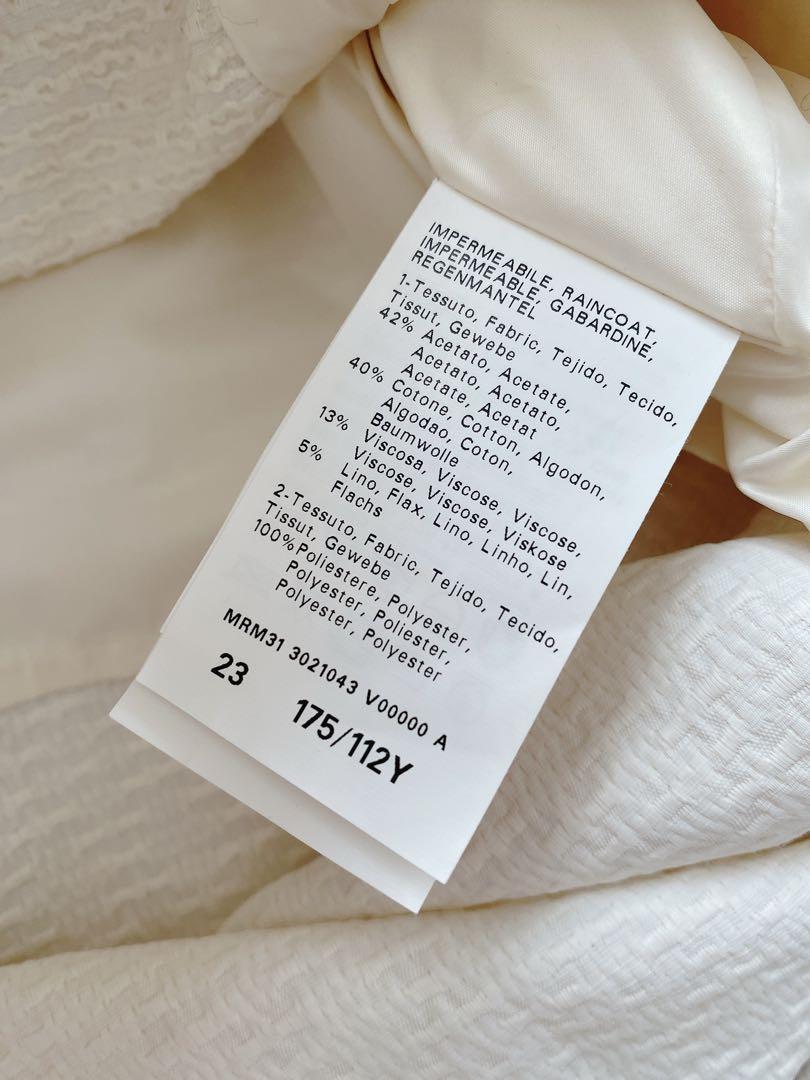 IMPERMEABILE, RAINCOAT,
IMPERMEABLE, GABARDINE,
REGENMANTEL
1-Tessuto, Fabric, Tejido, Tecido,
Tissut, Gewebe
42% Acetato, Acetate,
Acetato, Acetato,
Acetate, Acetat
40% Cotone, Cotton, Algodon,
Algodao, Coton,
Baumwolle
13% Viscosa, Viscose, Viscose,
Viscose, Viscose, Viskose
5% Lino, Flax, Lino, Linho, Lin,
Flachs
2-Tessuto, Fabric, Tejido, Tecido,
Tissut, Gewebe
100%Poliestere, Polyester,
Polyester, Poliester,
Polyester, Polyester
MRM31 3021043 V00000 A
23 175/112Y